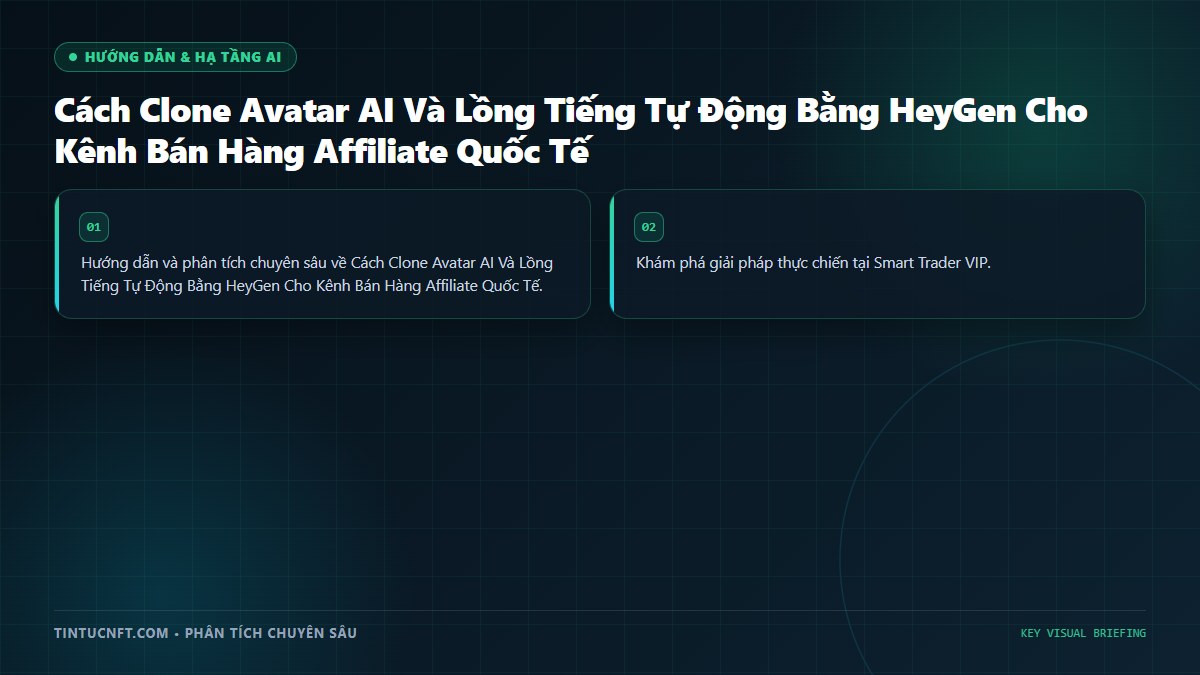 HƯỚNG DẪN & HẠ TẦNG AI
Cách Clone Avatar AI Và Lồng Tiếng Tự Động Bằng HeyGen Cho
Kênh Bán Hàng Affiliate Quốc Tế
01
Hướng dẫn và phân tích chuyên sâu về Cách Clone Avatar AI Và Lồng
Tiếng Tự Động Bằng HeyGen Cho Kênh Bán Hàng Affiliate Quốc Tế.
02
Khám phá giải pháp thực chiến tại Smart Trader VIP.
TINTUCNFT.COM • PHÂN TÍCH CHUYÊN SÂU
KEY VISUAL BRIEFING